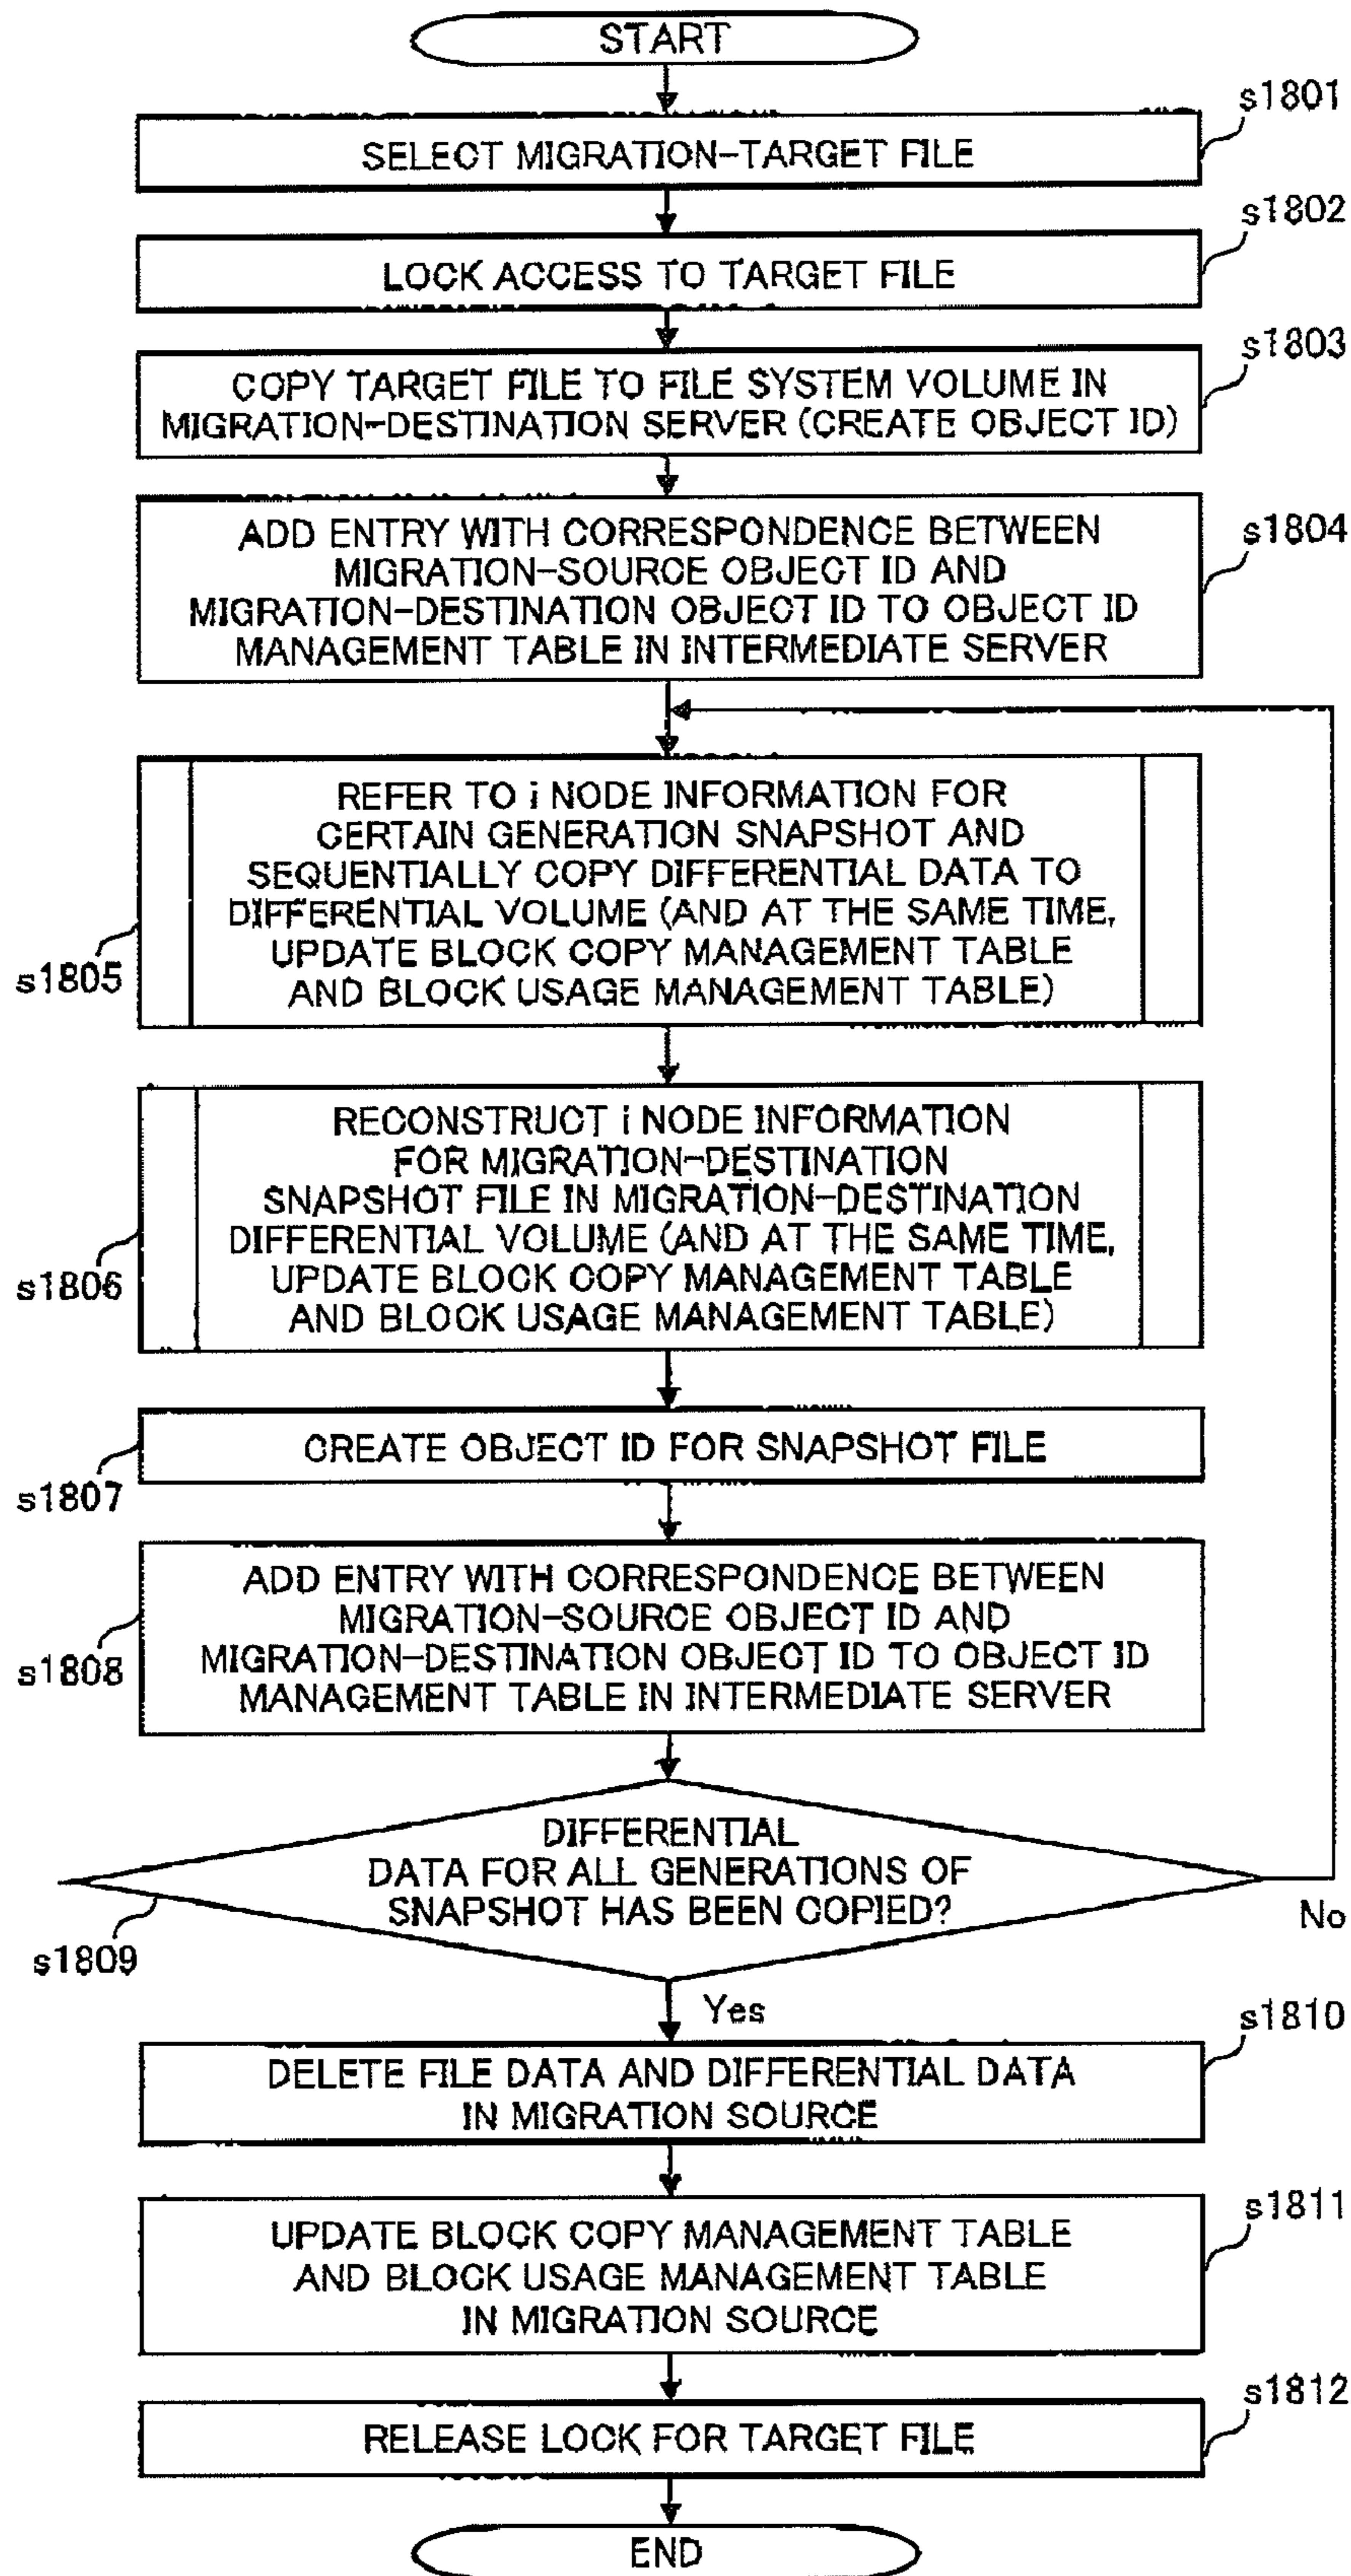 START
s1801
SELECT MIGRATION-TARGET FILE
s1802
LOCK ACCESS TO TARGET FILE
s1803
COPY TARGET FILE TO FILE SYSTEM VOLUME IN
MIGRATION-DESTINATION SERVER (CREATE OBJECT ID)
s1804
ADD ENTRY WITH CORRESPONDENCE BETWEEN
MIGRATION-SOURCE OBJECT ID AND
MIGRATION-DESTINATION OBJECT ID TO OBJECT ID
MANAGEMENT TABLE IN INTERMEDIATE SERVER
s1805
REFER TO i NODE INFORMATION FOR
CERTAIN GENERATION SNAPSHOT AND
SEQUENTIALLY COPY DIFFERENTIAL DATA TO
DIFFERENTIAL VOLUME (AND AT THE SAME TIME,
UPDATE BLOCK COPY MANAGEMENT TABLE
AND BLOCK USAGE MANAGEMENT TABLE)
s1806
RECONSTRUCT i NODE INFORMATION
FOR MIGRATION-DESTINATION
SNAPSHOT FILE IN MIGRATION-DESTINATION
DIFFERENTIAL VOLUME (AND AT THE SAME TIME,
UPDATE BLOCK COPY MANAGEMENT TABLE
AND BLOCK USAGE MANAGEMENT TABLE)
s1807
CREATE OBJECT ID FOR SNAPSHOT FILE
s1808
ADD ENTRY WITH CORRESPONDENCE BETWEEN
MIGRATION-SOURCE OBJECT ID AND
MIGRATION-DESTINATION OBJECT ID TO OBJECT ID
MANAGEMENT TABLE IN INTERMEDIATE SERVER
s1809
DIFFERENTIAL
DATA FOR ALL GENERATIONS OF
SNAPSHOT HAS BEEN COPIED?
No
Yes
s1810
DELETE FILE DATA AND DIFFERENTIAL DATA
IN MIGRATION SOURCE
s1811
UPDATE BLOCK COPY MANAGEMENT TABLE
AND BLOCK USAGE MANAGEMENT TABLE
IN MIGRATION SOURCE
s1812
RELEASE LOCK FOR TARGET FILE
END